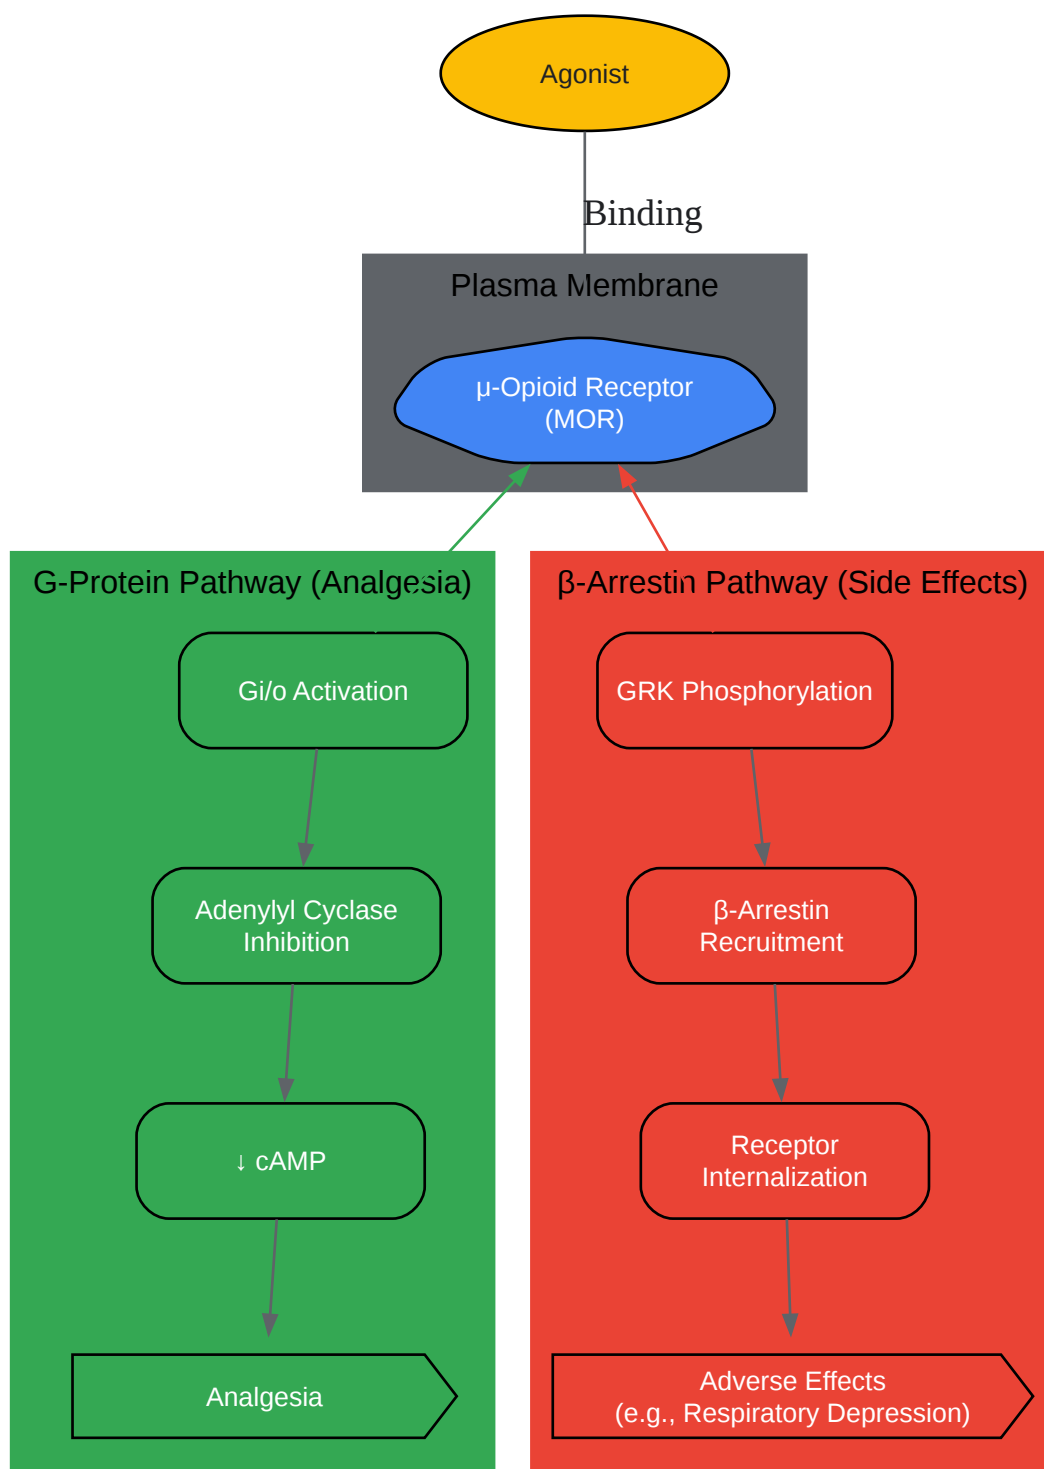 Agonist
Binding
Plasma Membrane
μ-Opioid Receptor
(MOR)
G-Protein Pathway (Analgesia)
Gi/o Activation
Adenylyl Cyclase
Inhibition
↓ cAMP
Analgesia
β-Arrestin Pathway (Side Effects)
GRK Phosphorylation
β-Arrestin
Recruitment
Receptor
Internalization
Adverse Effects
(e.g., Respiratory Depression)